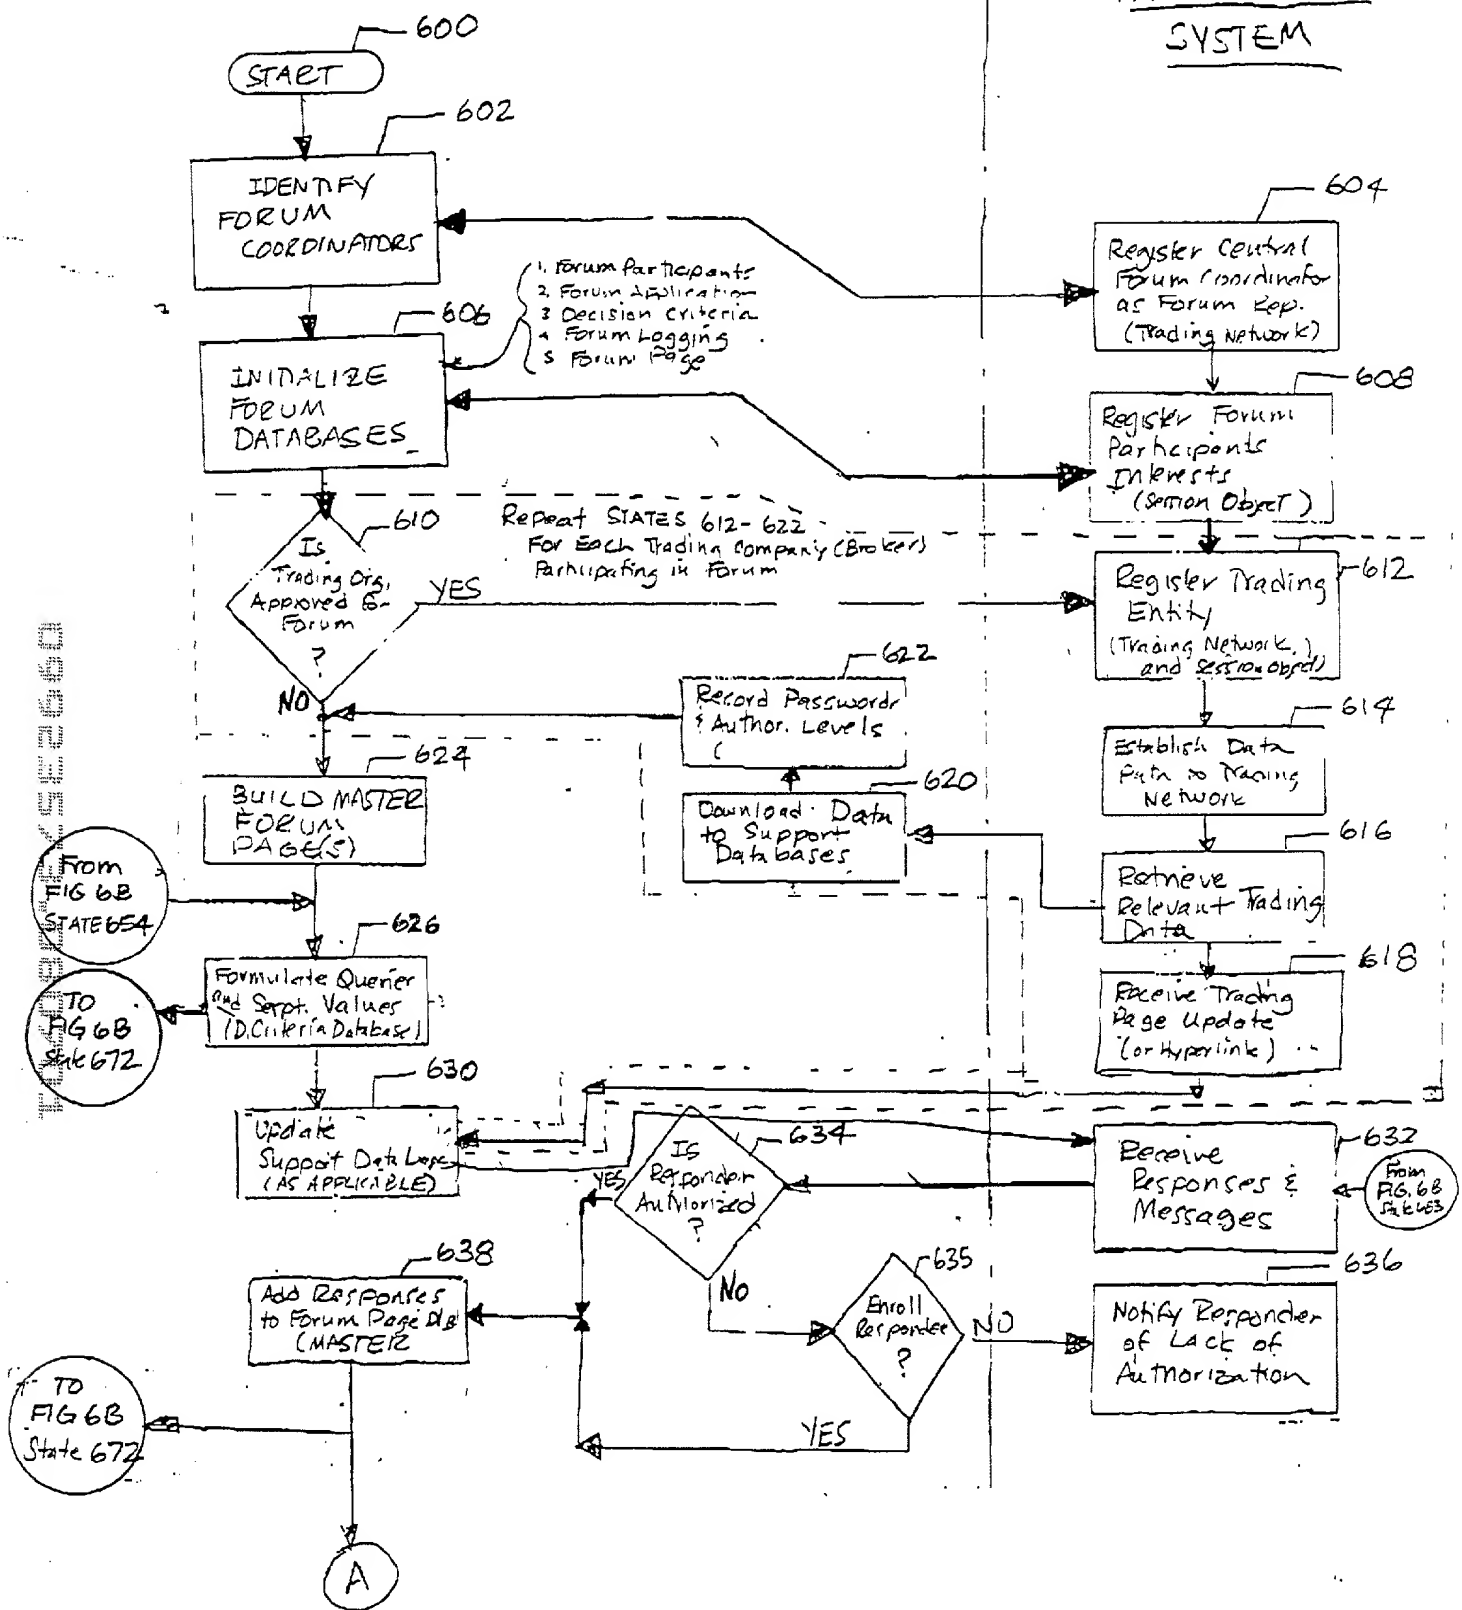 SYSTEM
600
START
602
IDENTIFY
FORUM
COORDINATORS
604
Register Central
Forum Coordinator
as Forum Rep.
(Trading Network)
1. Forum Participants
2. Forum Application
3 Decision Criteria
4 Forum Logging
5 Forum Page
606
INITIALIZE
FORUM
DATABASES
608
Register Forum
Participants
Interests
(Session Object)
610
Is
Trading Org.
Approved
Forum
?
YES
NO
Repeat STATES 612-622
For Each Trading Company (Broker)
Participating in Forum
612
Register Trading
Entity
(Trading Network,)
and Session Object)
622
Record Passwords
& Author. Levels
(
614
Establish Data
Path to Trading
Network
624
BUILD MASTER
FORUM
PAGE(S)
620
Download Data
to Support
Databases
616
Retrieve
Relevant Trading
Data
From
FIG 6B
STATE 654
626
Formulate Queries
and Script. Values
(D.Criteria Database)
618
Receive Trading
Page Update
(or Hyperlink)
TO
FIG 6B
State 672
630
Update
Support Data
(AS APPLICABLE)
634
Is
Responder
Authorized
?
YES
NO
632
Receive
Responses &
Messages
From
FIG. 6B
638
Add Responses
to Forum Page D/B
(MASTER
635
Enroll
Responder
?
NO
YES
636
Notify Responder
of Lack of
Authorization
TO
FIG 6B
State 672
A